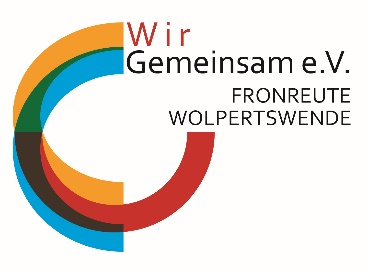 Wir
Gemeinsam e.V.
FRONREUTE
WOLPERTSWENDE